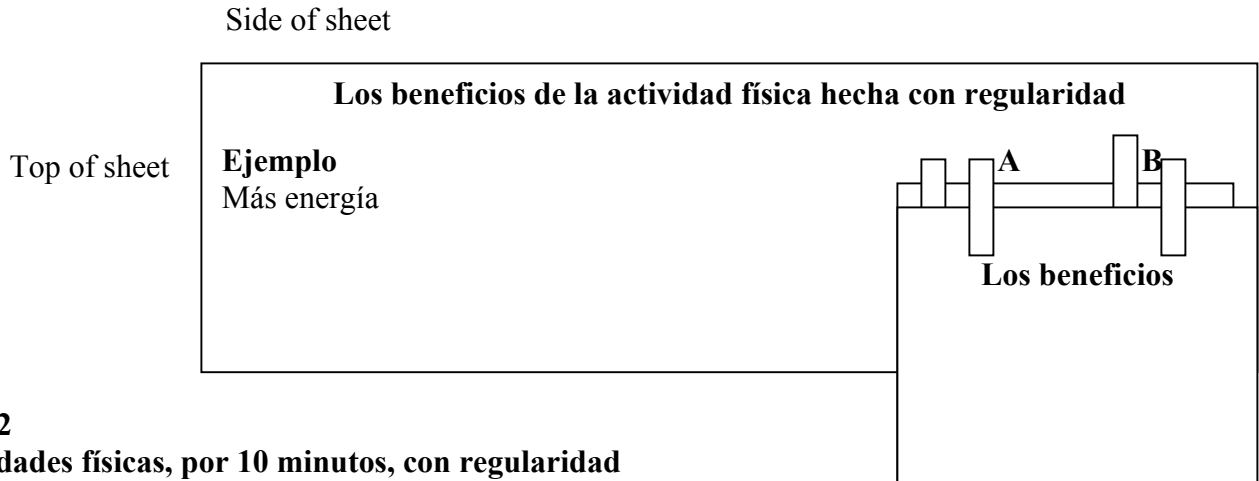 Side of sheet
Los beneficios de la actividad física hecha con regularidad
Top of sheet
Ejemplo
Más energía
A
B
Los beneficios
2
dades físicas, por 10 minutos, con regularidad